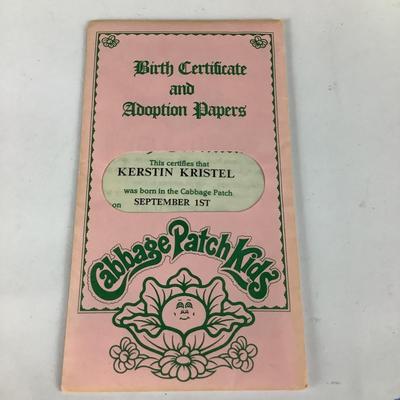 Birth Certificate
and
Adoption Papers
This certifies that
KERSTIN KRISTEL
was born in the Cabbage Patch
on SEPTEMBER 1ST
Cabbage Patch Kids